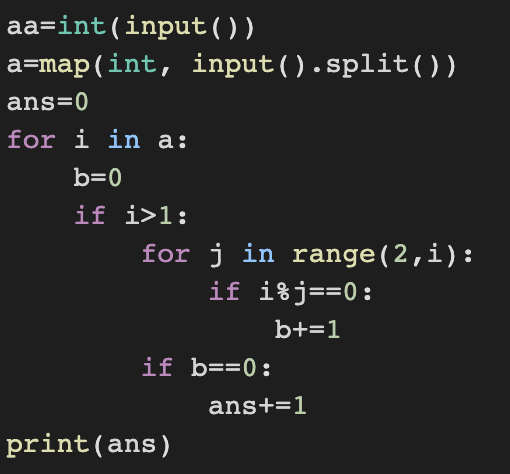 aa=int(input())
a=map(int, input().split())
ans=0
for i in a:
    b=0
    if i>1:
        for j in range(2,i):
            if i%j==0:
                b+=1
        if b==0:
            ans+=1
print(ans)